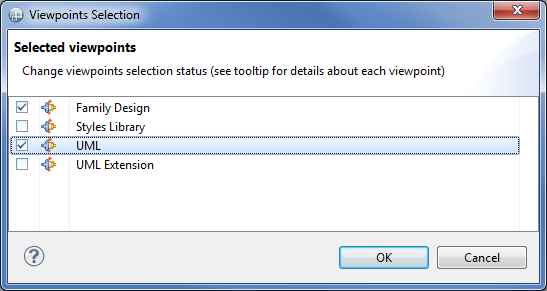 Viewpoints Selection
Selected viewpoints
Change viewpoints selection status (see tooltip for details about each viewpoint)
Family Design
Styles Library
UML
UML Extension
OK
Cancel